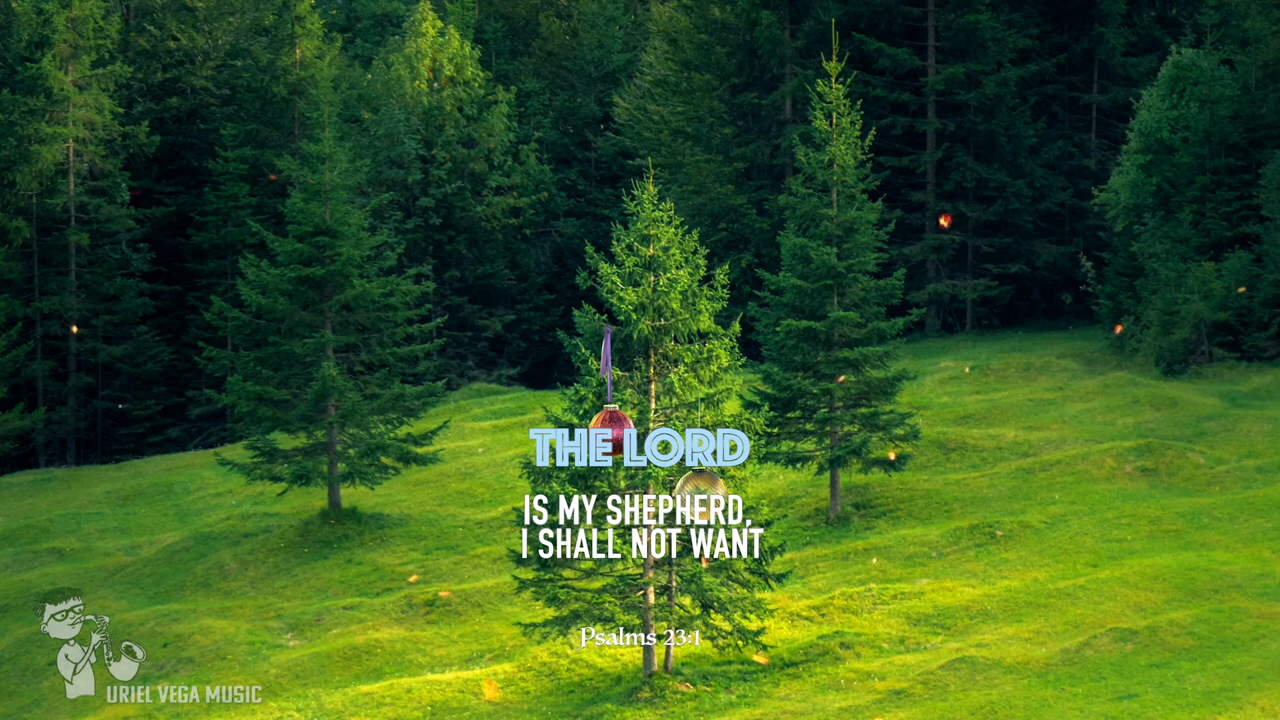 THE LORD
IS MY SHEPHERD,
I SHALL NOT WANT
Psalms 23:1
URIEL VEGA MUSIC